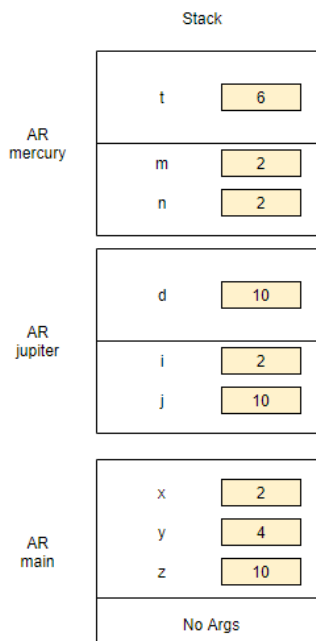 Stack
t 6
AR
mercury
m 2
n 2
d 10
AR
jupiter
i 2
j 10
x 2
y 4
AR
main
z 10
No Args